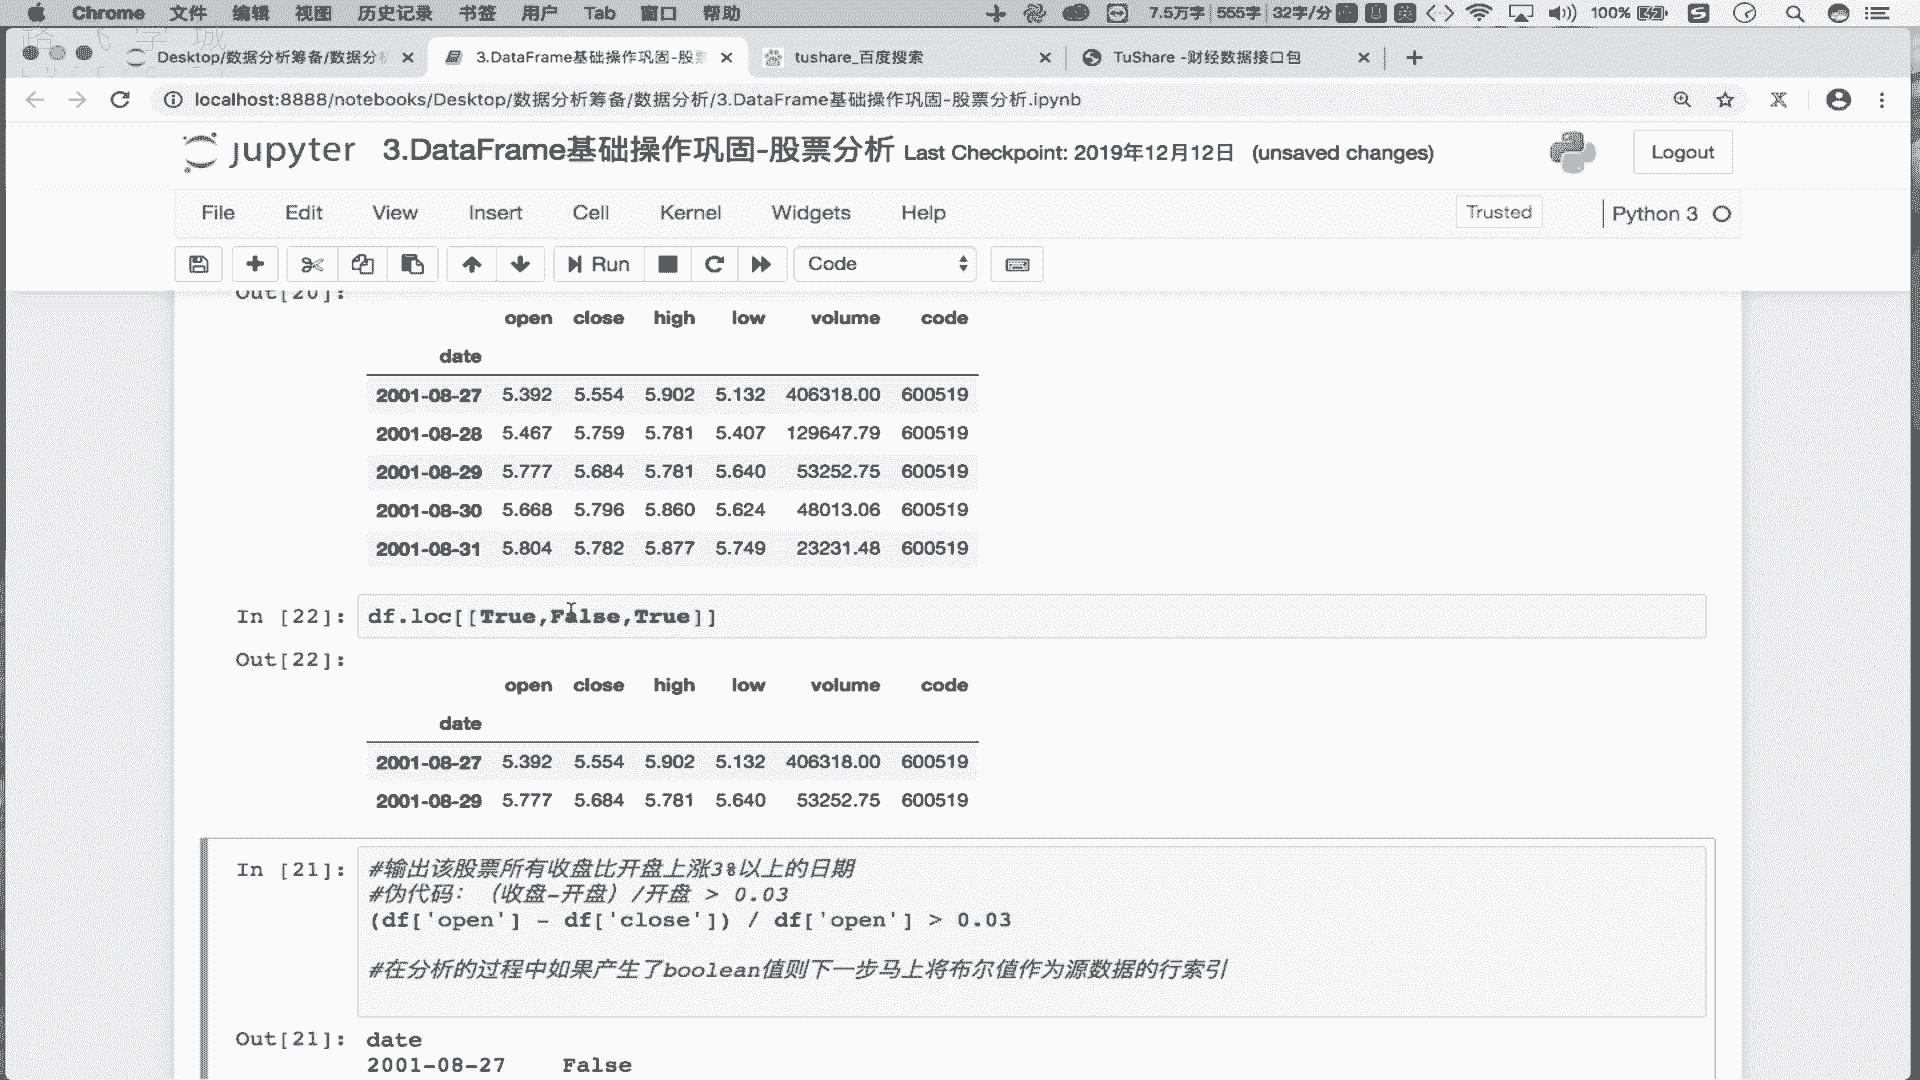 Chrome 文件 编辑 视图 历史记录 书签 用户 Tab 窗口 帮助 7.5万字 555字 32字/分 100%
Desktop/数据分析筹备/数据分析
3.DataFrame基础操作巩固-股票
tushare_百度搜索
TuShare -财经数据接口包
localhost:8888/notebooks/Desktop/数据分析筹备/数据分析/3.DataFrame基础操作巩固-股票分析.ipynb
jupyter 3.DataFrame基础操作巩固-股票分析 Last Checkpoint: 2019年12月12日 (unsaved changes) Logout
File Edit View Insert Cell Kernel Widgets Help Trusted Python 3
Run Code
Out[20]:
open close high low volume code
date
2001-08-27 5.392 5.554 5.902 5.132 406318.00 600519
2001-08-28 5.467 5.759 5.781 5.407 129647.79 600519
2001-08-29 5.777 5.684 5.781 5.640 53252.75 600519
2001-08-30 5.668 5.796 5.860 5.624 48013.06 600519
2001-08-31 5.804 5.782 5.877 5.749 23231.48 600519
In [22]: df.loc[[True,False,True]]
Out[22]:
open close high low volume code
date
2001-08-27 5.392 5.554 5.902 5.132 406318.00 600519
2001-08-29 5.777 5.684 5.781 5.640 53252.75 600519
In [21]: #输出该股票所有收盘比开盘上涨3%以上的日期
#伪代码：（收盘-开盘）/开盘 > 0.03
(df['open'] - df['close']) / df['open'] > 0.03
#在分析的过程中如果产生了boolean值则下一步马上将布尔值作为源数据的行索引
Out[21]: date
2001-08-27 False